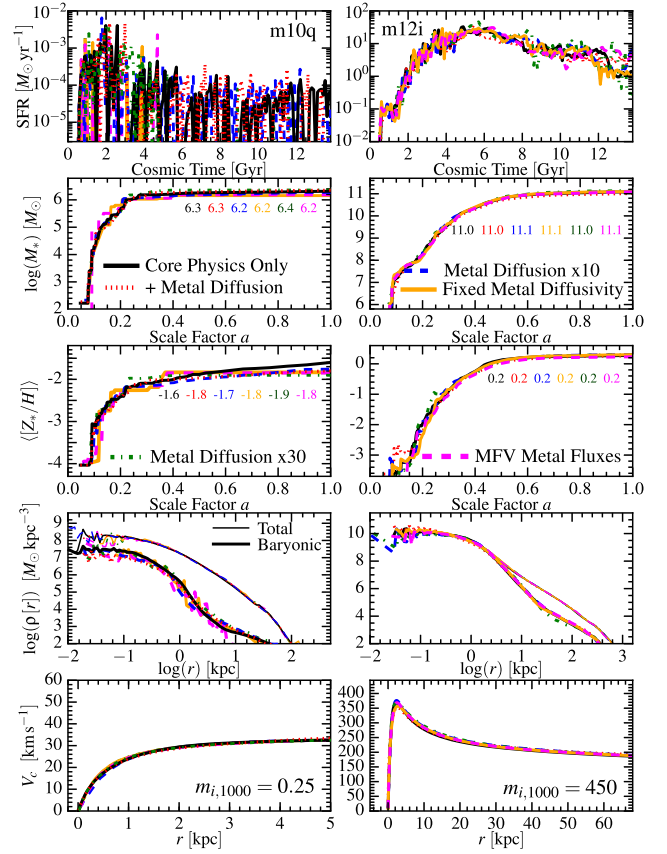 m10q
m12i
SFR [M⊙ yr⁻¹]
10⁻² 10⁻³ 10⁻⁴ 10⁻⁵
10² 10¹ 10⁰ 10⁻¹ 10⁻²
0 2 4 6 8 10 12
0 2 4 6 8 10 12
Cosmic Time [Gyr]
Cosmic Time [Gyr]
log(M*) [M⊙]
6 5 4 3 2
11 10 9 8 7 6
6.3 6.3 6.2 6.2 6.4 6.2
11.0 11.0 11.1 11.1 11.0 11.1
Core Physics Only
+ Metal Diffusion
Metal Diffusion x10
Fixed Metal Diffusivity
0.0 0.2 0.4 0.6 0.8 1.0
0.0 0.2 0.4 0.6 0.8 1.0
Scale Factor a
Scale Factor a
⟨[Z*/H]⟩
-2 -3 -4
0 -1 -2 -3
-1.6 -1.8 -1.7 -1.8 -1.9 -1.8
0.2 0.2 0.2 0.2 0.2 0.2
Metal Diffusion x30
MFV Metal Fluxes
0.0 0.2 0.4 0.6 0.8 1.0
0.0 0.2 0.4 0.6 0.8 1.0
Scale Factor a
Scale Factor a
log(ρ[r]) [M⊙ kpc⁻³]
9 8 7 6 5 4 3 2
10 8 6 4 2
Total
Baryonic
−2 −1 0 1 2
−2 −1 0 1 2 3
log(r) [kpc]
log(r) [kpc]
Vc [km s⁻¹]
60 50 40 30 20 10 0
400 350 300 250 200 150 100 50 0
mi,1000 = 0.25
mi,1000 = 450
0 1 2 3 4 5
0 10 20 30 40 50 60
r [kpc]
r [kpc]